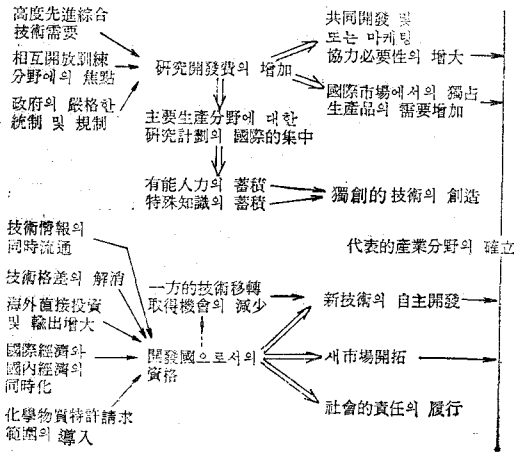 高度先進綜合
技術需要
相互開放訓練
分野에의 焦點
政府의 嚴格한
統制 및 規制
硏究開發費의 增加
共同開發 및
또는 마케팅
協力必要性의 增大
國際市場에서의 獨占
生産品의 需要增加
主要生産分野에 대한
硏究計劃의 國際的集中
有能人力의 蓄積
特殊知識의 蓄積
獨創的技術의 創造
代表的産業分野의 確立
技術情報의
同時流通
技術格差의 解消
海外直接投資
및 輸出增大
國際經濟와
國內經濟의
同時化
化學物質特許請求
範圍의 導入
一方的技術移轉
取得機會의 減少
開發國으로서의
資格
新技術의 自主開發
새市場開拓
社會的責任의 履行